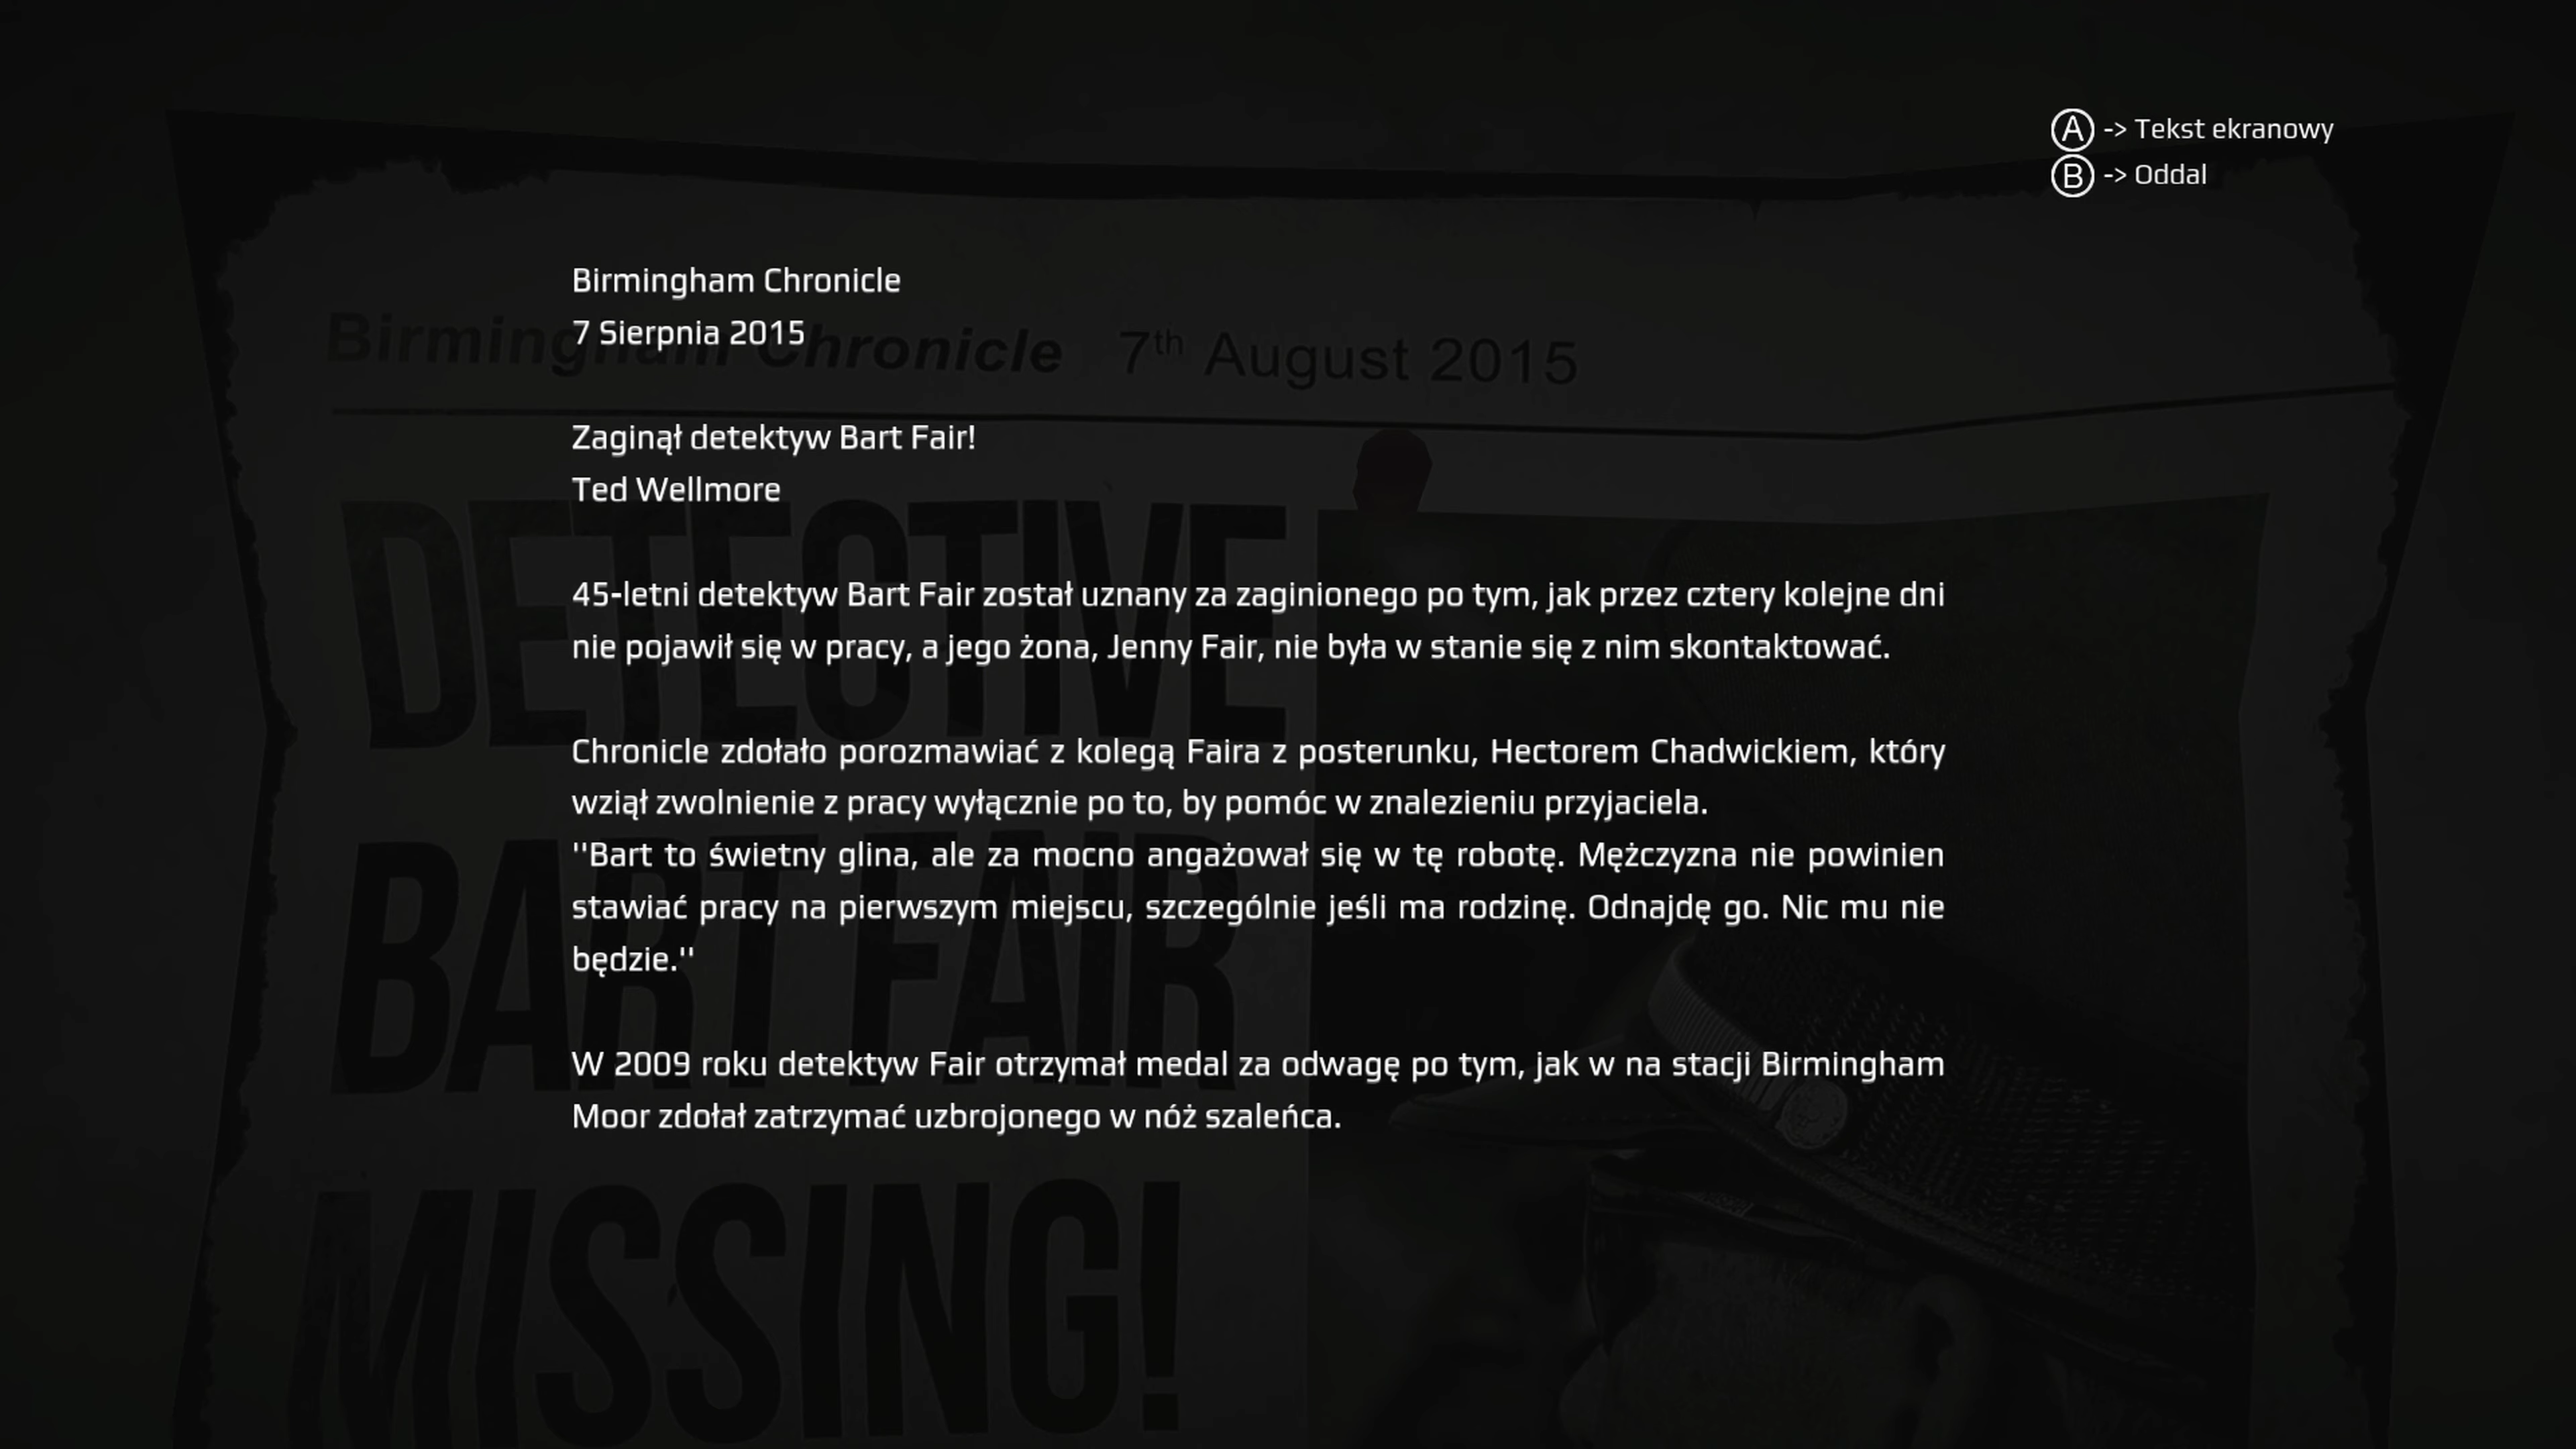 Ⓐ -> Tekst ekranowy
Ⓑ -> Oddal
Birmingham Chronicle
7 Sierpnia 2015
Birmingham Chronicle 7th August 2015
Zaginął detektyw Bart Fair!
Ted Wellmore
DETECTIVE
BART FAIR
MISSING!
45-letni detektyw Bart Fair został uznany za zaginionego po tym, jak przez cztery kolejne dni
nie pojawił się w pracy, a jego żona, Jenny Fair, nie była w stanie się z nim skontaktować.
Chronicle zdołało porozmawiać z kolegą Faira z posterunku, Hectorem Chadwickiem, który
wziął zwolnienie z pracy wyłącznie po to, by pomóc w znalezieniu przyjaciela.
''Bart to świetny glina, ale za mocno angażował się w tę robotę. Mężczyzna nie powinien
stawiać pracy na pierwszym miejscu, szczególnie jeśli ma rodzinę. Odnajdę go. Nic mu nie
będzie.''
W 2009 roku detektyw Fair otrzymał medal za odwagę po tym, jak w na stacji Birmingham
Moor zdołał zatrzymać uzbrojonego w nóż szaleńca.